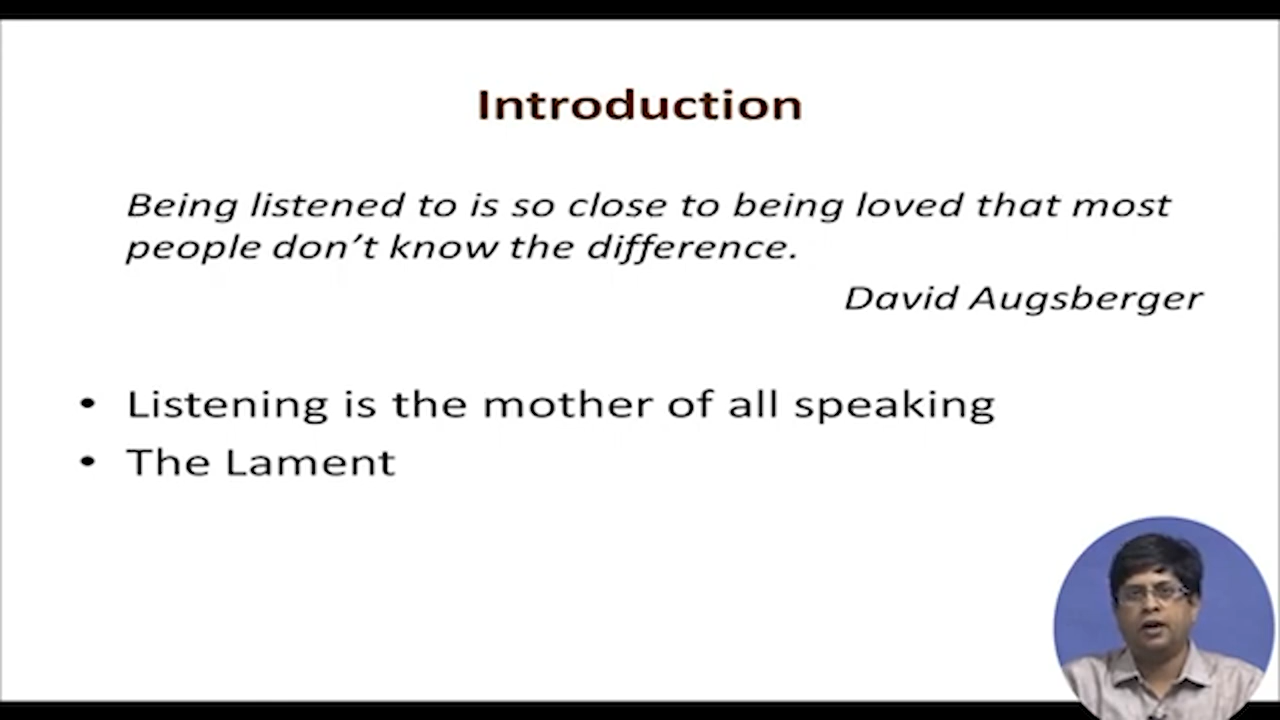 Introduction
Being listened to is so close to being loved that most
people don’t know the difference.
David Augsberger
• Listening is the mother of all speaking
• The Lament